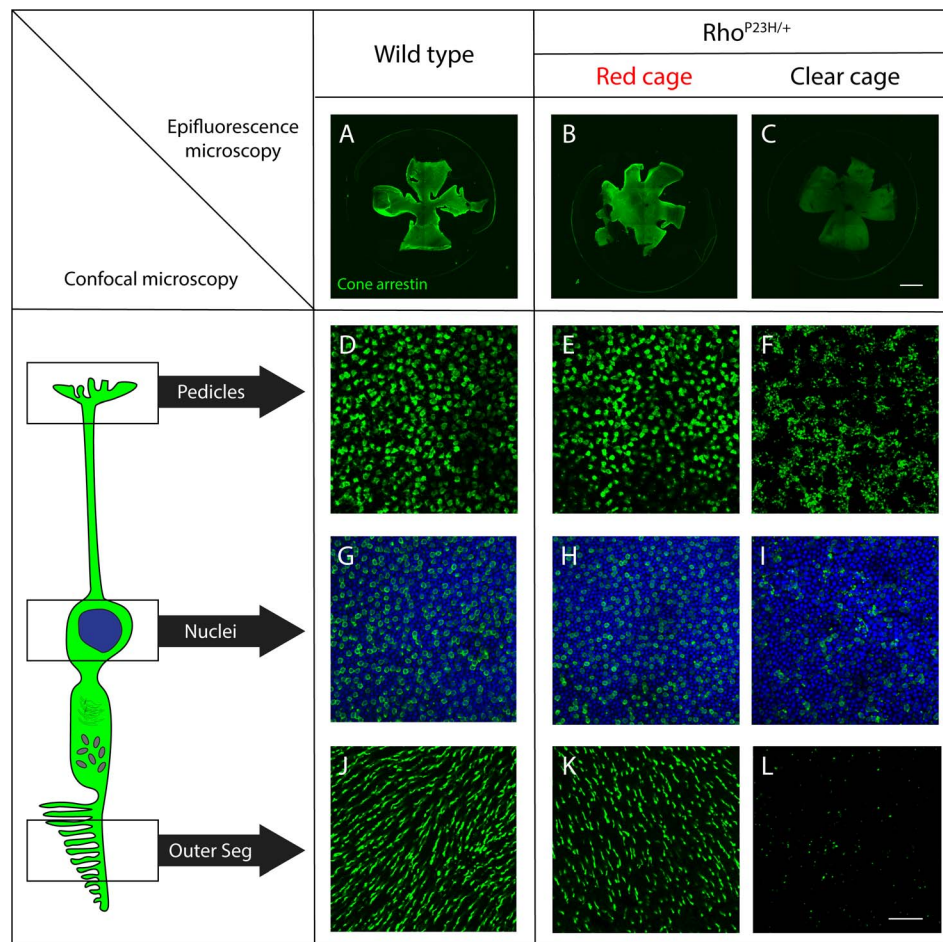 Epifluorescence
microscopy
Confocal microscopy
Wild type
Rho^P23H/+
Red cage
Clear cage
A
Cone arrestin
B
C
Pedicles
D
E
F
Nuclei
G
H
I
Outer Seg
J
K
L